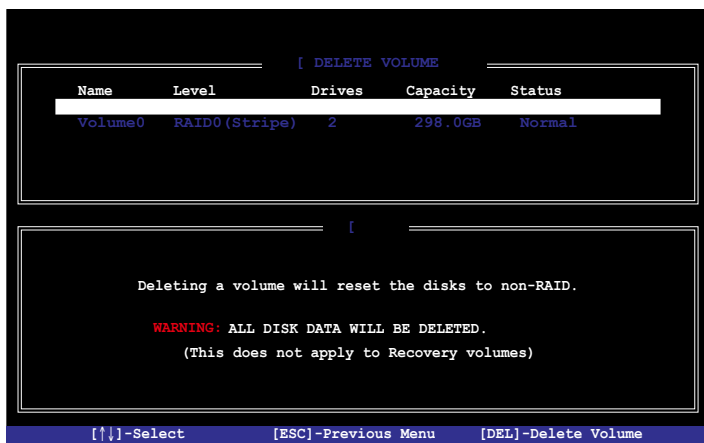 [ DELETE VOLUME
Name Level Drives Capacity Status
Volume0 RAID0(Stripe) 2 298.0GB Normal
[
Deleting a volume will reset the disks to non-RAID.
WARNING: ALL DISK DATA WILL BE DELETED.
(This does not apply to Recovery volumes)
[↑↓]-Select [ESC]-Previous Menu [DEL]-Delete Volume